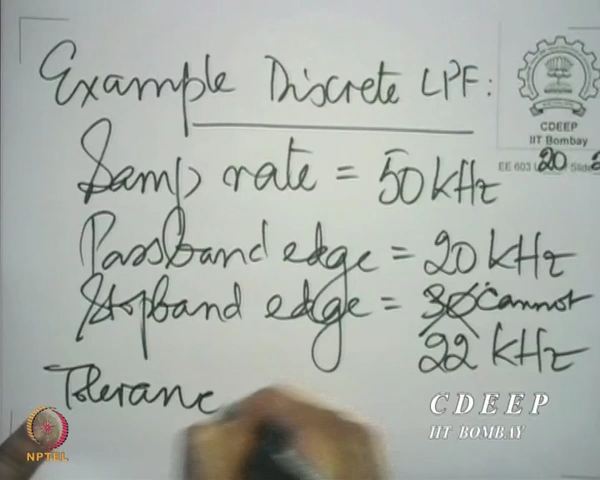 Example Discrete LPF:
CDEEP
IIT Bombay
EE 603 L 20 Slide 2
Samp rate = 50 kHz
Passband edge = 20 kHz
Stopband edge = 30 cannot
22 kHz
Toleranc
CDEEP
IIT BOMBAY
NPTEL